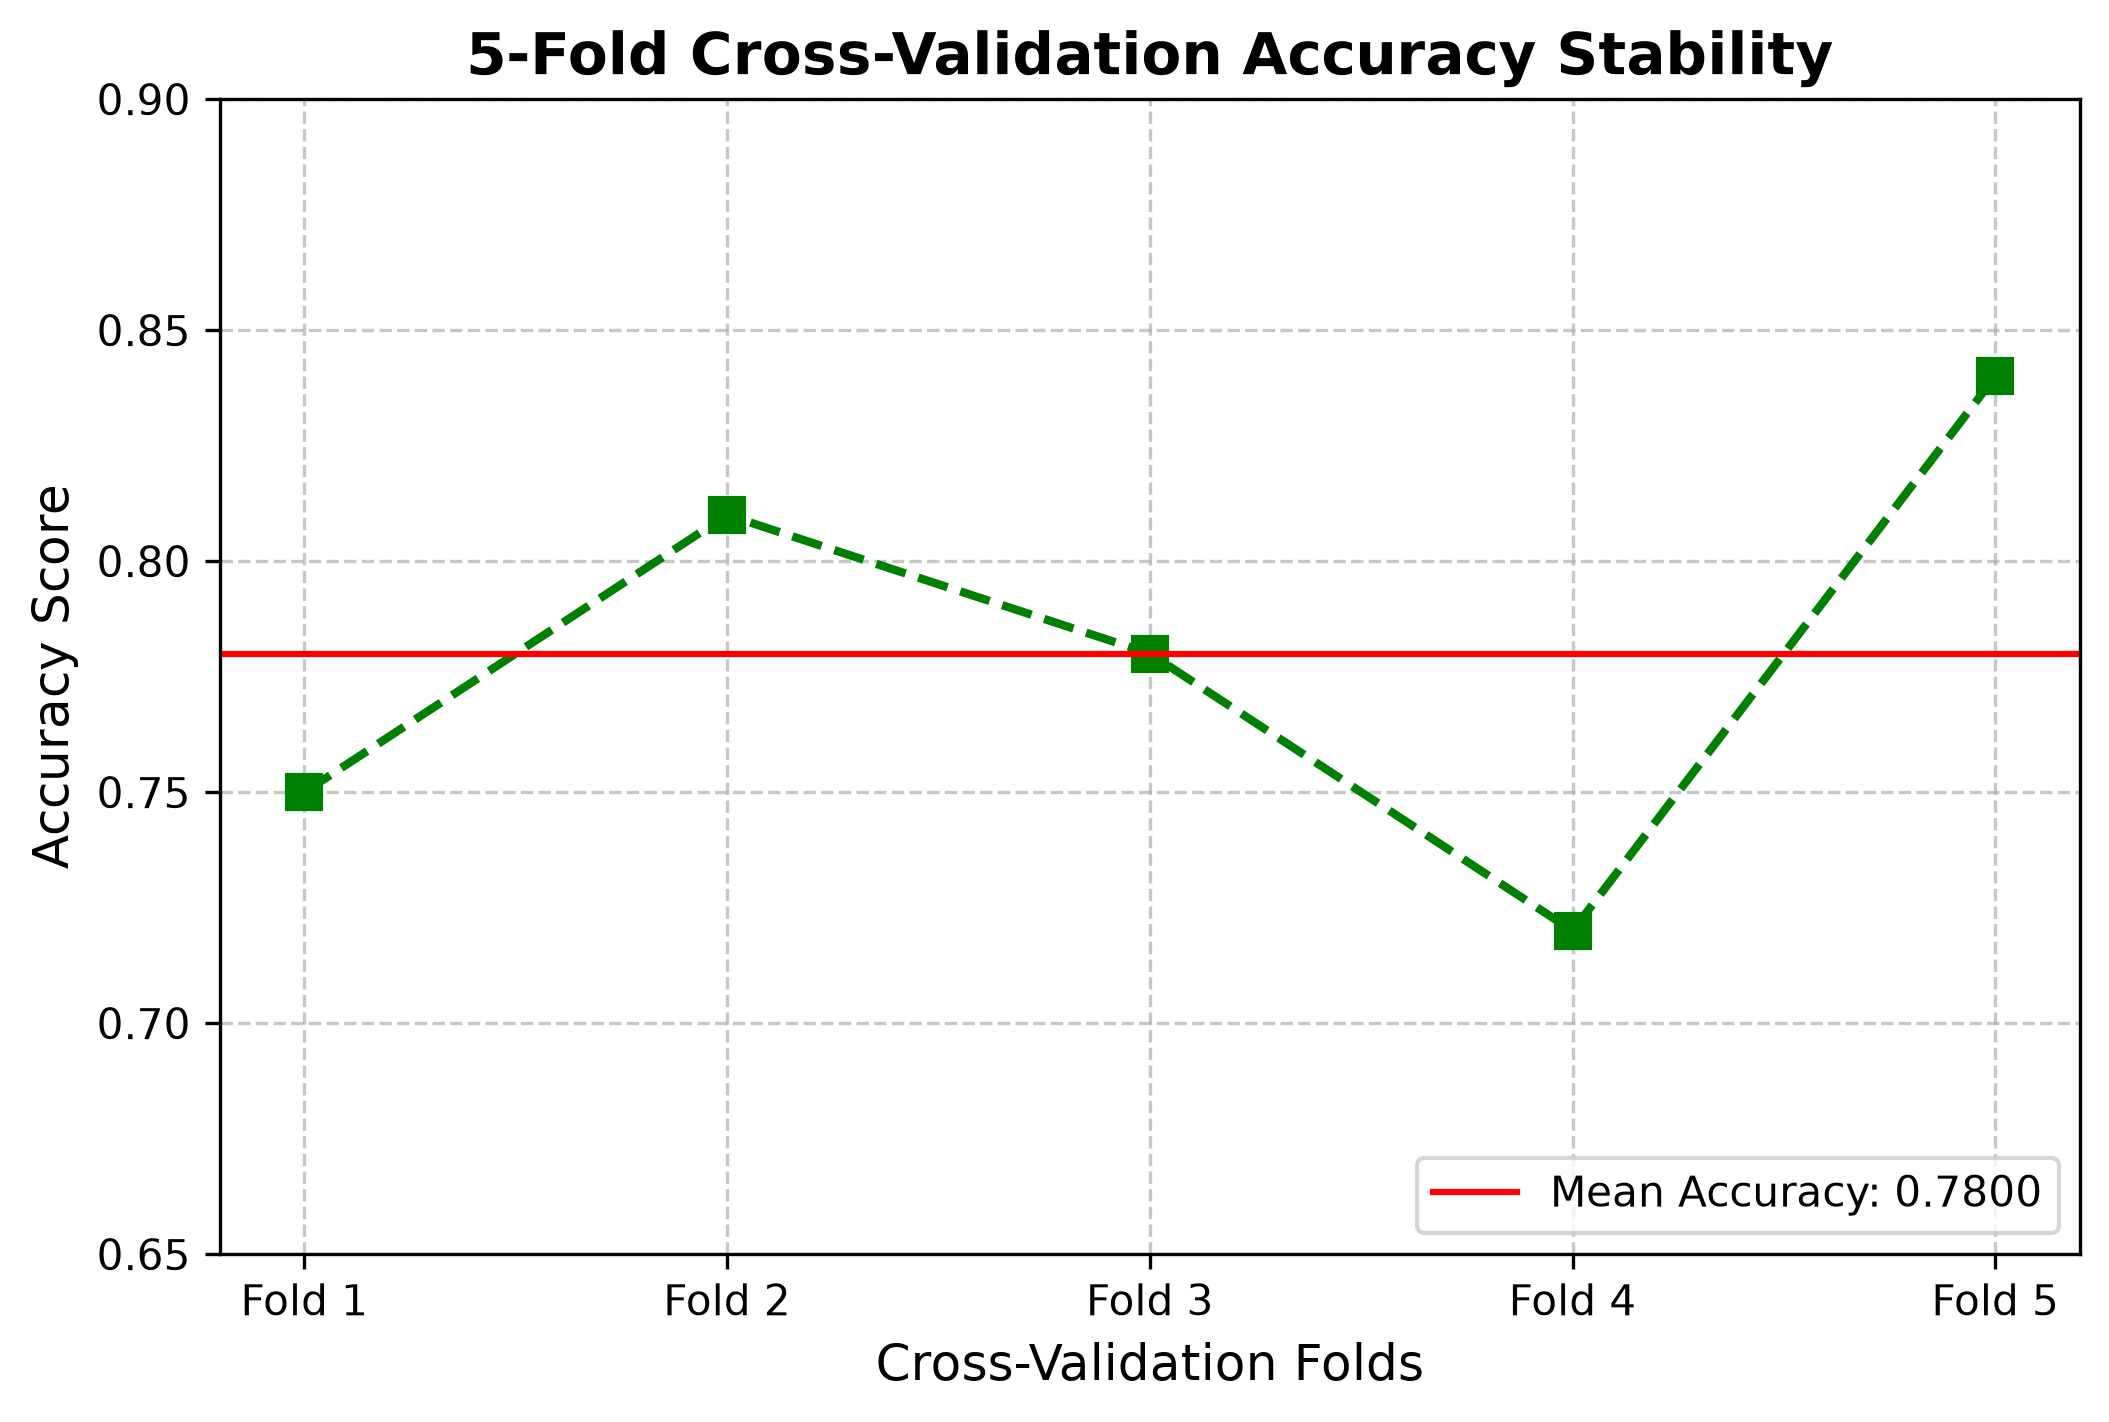 5-Fold Cross-Validation Accuracy Stability
0.90
0.85
0.80
0.75
0.70
0.65
Accuracy Score
Mean Accuracy: 0.7800
Fold 1 Fold 2 Fold 3 Fold 4 Fold 5
Cross-Validation Folds